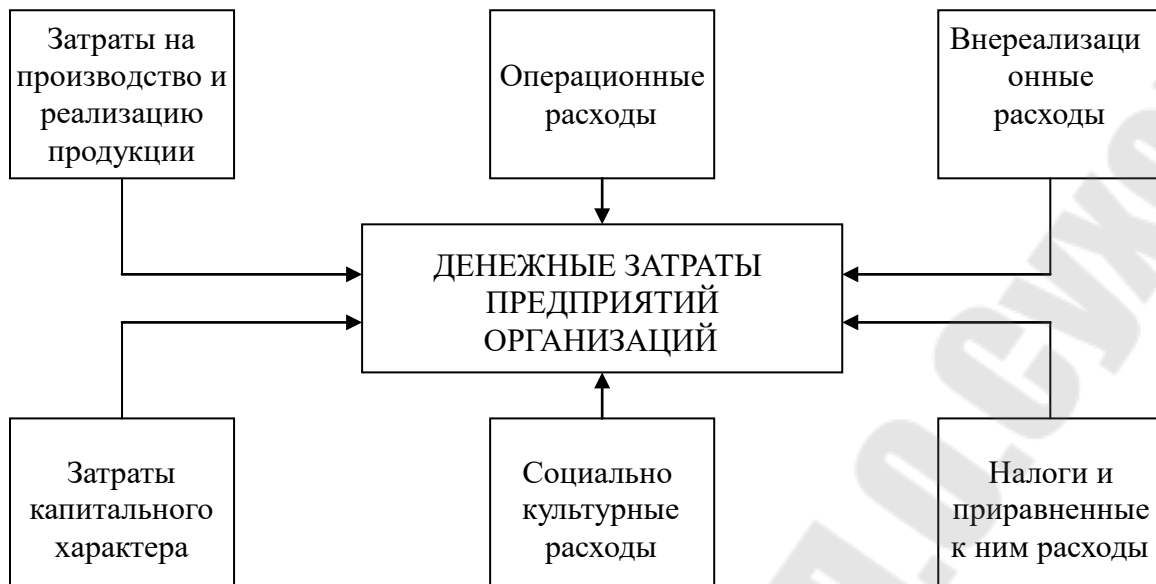 Затраты на
производство и
реализацию
продукции
Операционные
расходы
Внереализаци
онные
расходы
ДЕНЕЖНЫЕ ЗАТРАТЫ
ПРЕДПРИЯТИЙ
ОРГАНИЗАЦИЙ
Затраты
капитального
характера
Социально
культурные
расходы
Налоги и
приравненные
к ним расходы